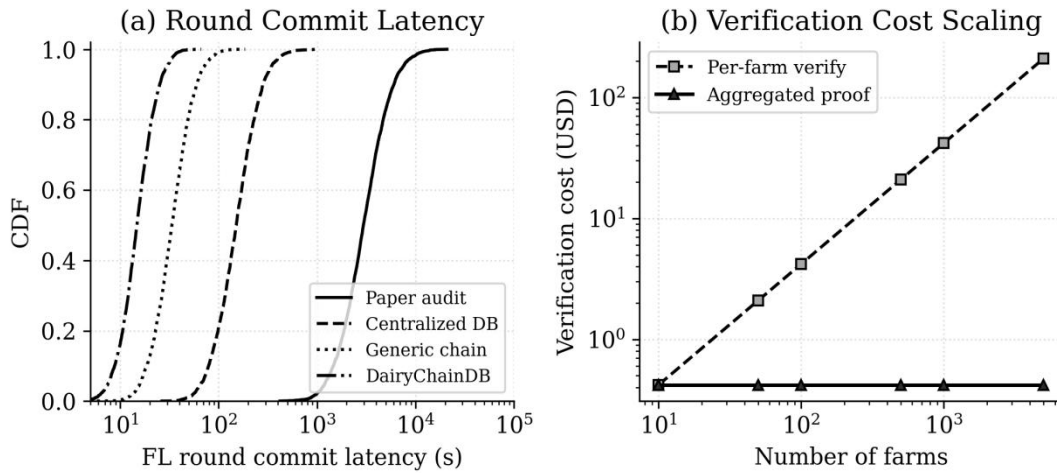 (a) Round Commit Latency
1.0
0.8
0.6
0.4
0.2
0.0
CDF
Paper audit
Centralized DB
Generic chain
DairyChainDB
10¹ 10² 10³ 10⁴ 10⁵
FL round commit latency (s)
(b) Verification Cost Scaling
Per-farm verify
Aggregated proof
10²
10¹
10⁰
Verification cost (USD)
10¹ 10² 10³
Number of farms